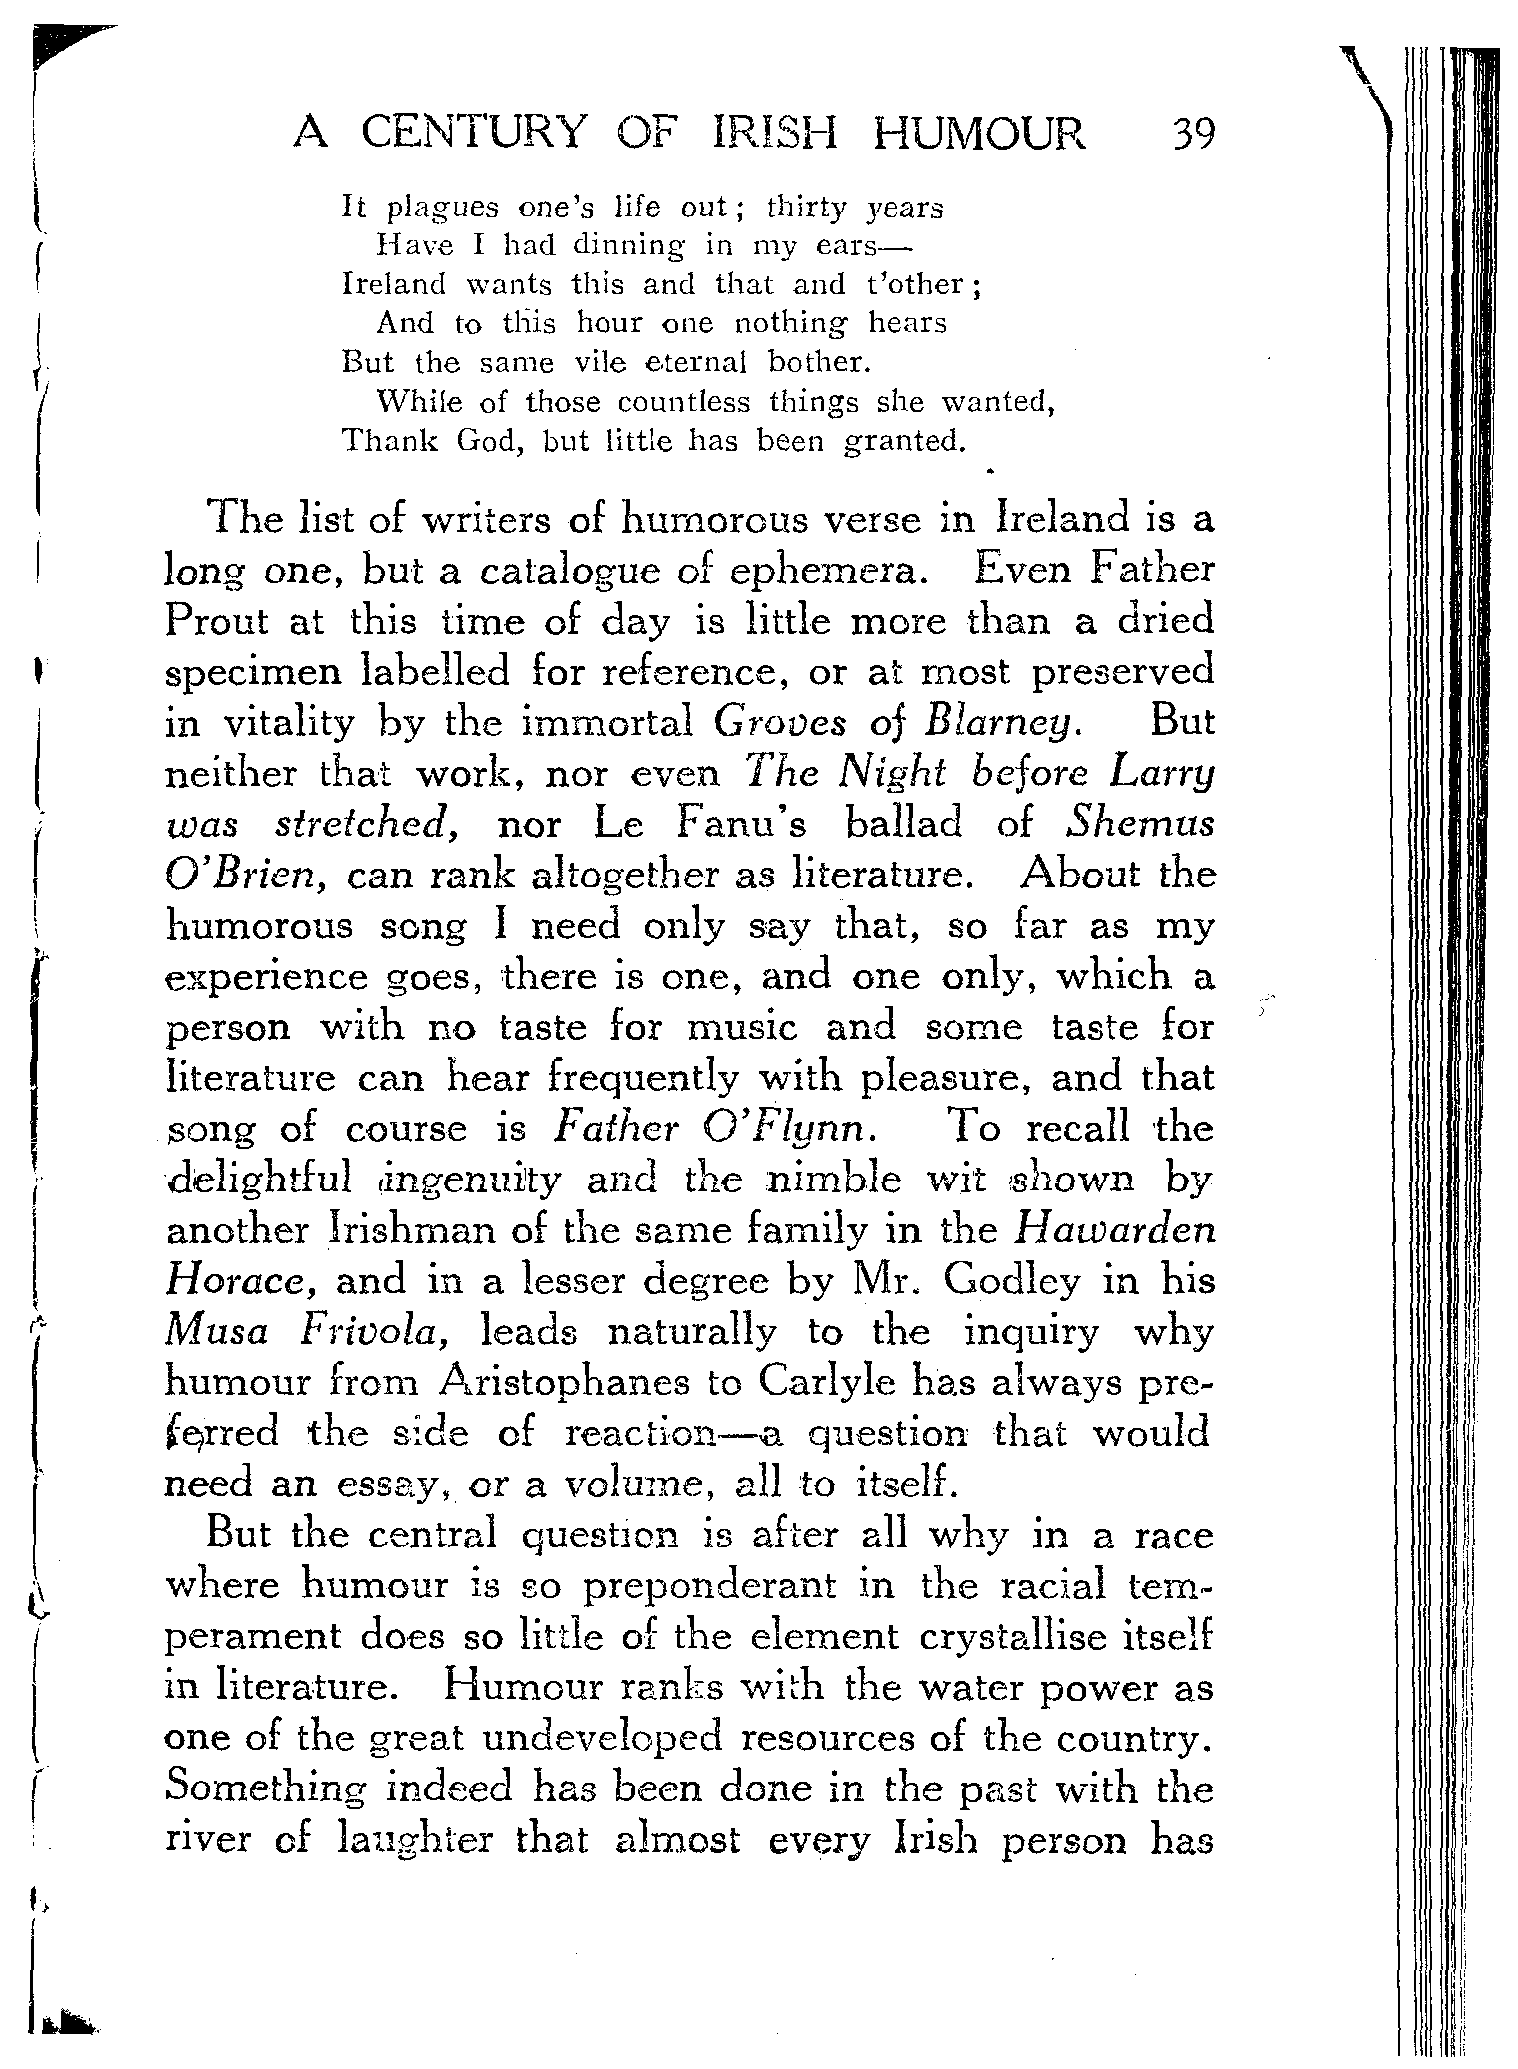 A CENTURY OF IRISH HUMOUR 39
It plagues one's life out; thirty years
Have I had dinning in my ears—
Ireland wants this and that and t'other;
And to this hour one nothing hears
But the same vile eternal bother.
While of those countless things she wanted,
Thank God, but little has been granted.
The list of writers of humorous verse in Ireland is a
long one, but a catalogue of ephemera. Even Father
Prout at this time of day is little more than a dried
specimen labelled for reference, or at most preserved
in vitality by the immortal Groves of Blarney. But
neither that work, nor even The Night before Larry
was stretched, nor Le Fanu's ballad of Shemus
O'Brien, can rank altogether as literature. About the
humorous song I need only say that, so far as my
experience goes, there is one, and one only, which a
person with no taste for music and some taste for
literature can hear frequently with pleasure, and that
song of course is Father O'Flynn. To recall the
delightful ingenuity and the nimble wit shown by
another Irishman of the same family in the Hawarden
Horace, and in a lesser degree by Mr. Godley in his
Musa Frivola, leads naturally to the inquiry why
humour from Aristophanes to Carlyle has always pre-
ferred the side of reaction—a question that would
need an essay, or a volume, all to itself.
But the central question is after all why in a race
where humour is so preponderant in the racial tem-
perament does so little of the element crystallise itself
in literature. Humour ranks with the water power as
one of the great undeveloped resources of the country.
Something indeed has been done in the past with the
river of laughter that almost every Irish person has